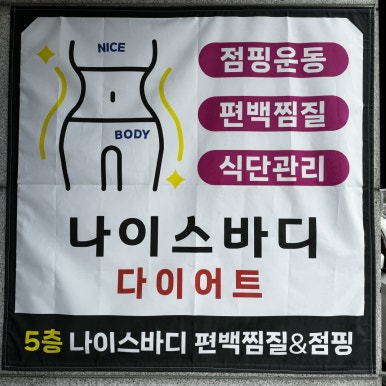 NICE
BODY
점핑운동
편백찜질
식단관리
나이스바디
다이어트
5층 나이스바디 편백찜질&점핑